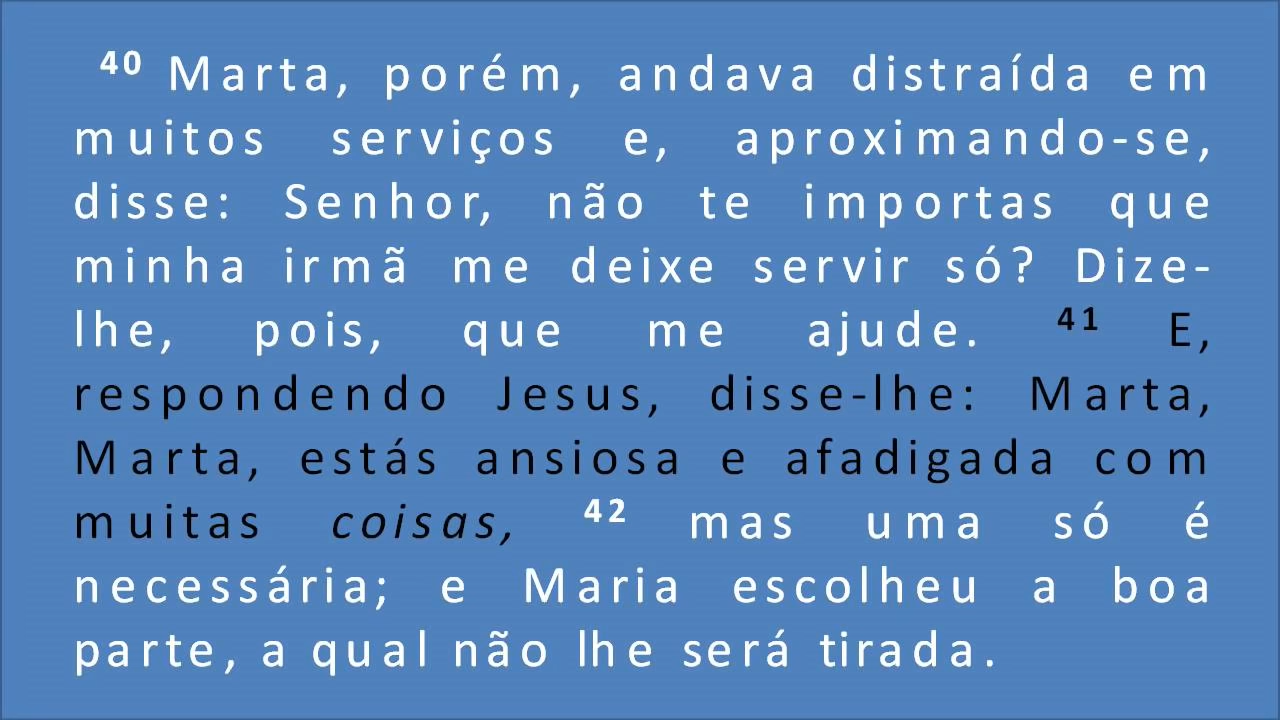 40 Marta, porém, andava distraída em
muitos serviços e, aproximando-se,
disse: Senhor, não te importas que
minha irmã me deixe servir só? Dize-
lhe, pois, que me ajude. 41 E,
respondendo Jesus, disse-lhe: Marta,
Marta, estás ansiosa e afadigada com
muitas coisas, 42 mas uma só é
necessária; e Maria escolheu a boa
parte, a qual não lhe será tirada.